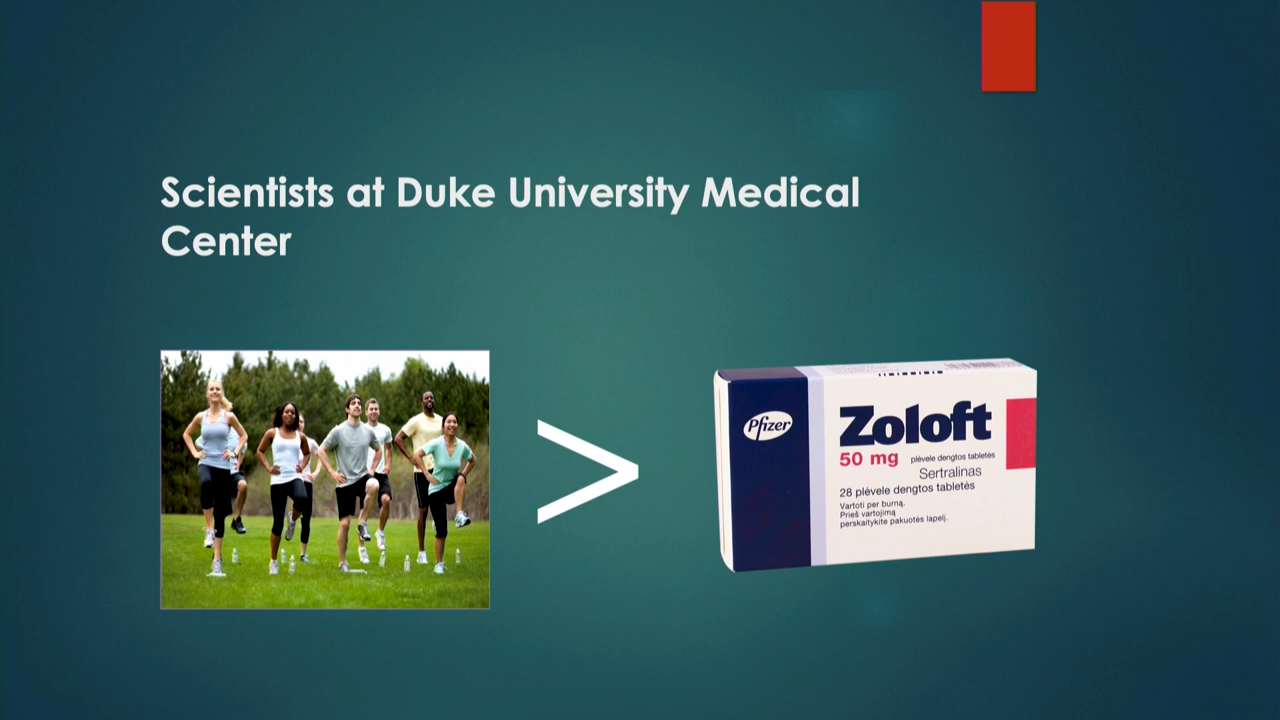 Scientists at Duke University Medical
Center
>
Pfizer
Zoloft
50 mg plėvele dengtos tabletės
Sertralinas
28 plėvele dengtos tabletės
Vartoti per burną.
Prieš vartojimą
perskaitykite pakuotės lapelį.